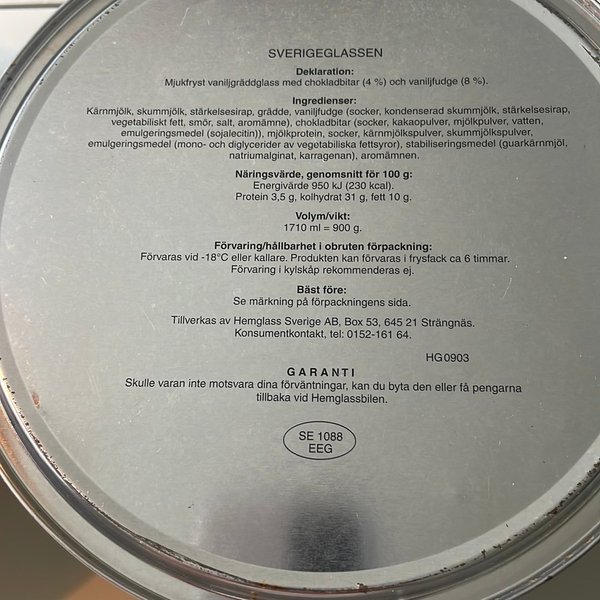 SVERIGEGLASSEN
Deklaration:
Mjukfryst vaniljgräddglass med chokladbitar (4 %) och vaniljfudge (8 %).
Ingredienser:
Kärnmjölk, skummjölk, stärkelsesirap, grädde, vaniljfudge (socker, kondenserad skummjölk, stärkelsesirap,
vegetabiliskt fett, smör, salt, aromämne), chokladbitar (socker, kakaopulver, mjölkpulver, vatten,
emulgeringsmedel (sojalecitin)), mjölkprotein, socker, kärnmjölkspulver, skummjölkspulver,
emulgeringsmedel (mono- och diglycerider av vegetabiliska fettsyror), stabiliseringsmedel (guarkärnmjöl,
natriumalginat, karragenan), aromämnen.
Näringsvärde, genomsnitt för 100 g:
Energivärde 950 kJ (230 kcal).
Protein 3,5 g, kolhydrat 31 g, fett 10 g.
Volym/vikt:
1710 ml = 900 g.
Förvaring/hållbarhet i obruten förpackning:
Förvaras vid -18°C eller kallare. Produkten kan förvaras i frysfack ca 6 timmar.
Förvaring i kylskåp rekommenderas ej.
Bäst före:
Se märkning på förpackningens sida.
Tillverkas av Hemglass Sverige AB, Box 53, 645 21 Strängnäs.
Konsumentkontakt, tel: 0152-161 64.
HG0903
GARANTI
Skulle varan inte motsvara dina förväntningar, kan du byta den eller få pengarna
tillbaka vid Hemglassbilen.
SE 1088
EEG